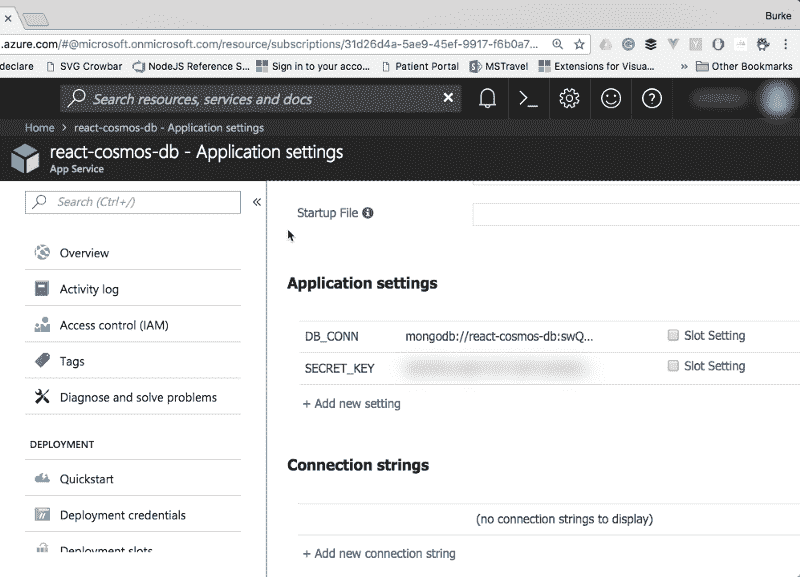 Burke
.azure.com/#@microsoft.onmicrosoft.com/resource/subscriptions/31d26d4a-5ae9-45ef-9917-f6b0a7...
declare SVG Crowbar NodeJS Reference S... Sign in to your acco... Patient Portal MSTravel Extensions for Visua... » Other Bookmarks
Search resources, services and docs
Home > react-cosmos-db - Application settings
react-cosmos-db - Application settings
App Service
Search (Ctrl+/)
Startup File
Overview
Activity log
Access control (IAM)
Tags
Diagnose and solve problems
DEPLOYMENT
Quickstart
Deployment credentials
Deployment slots
Application settings
DB_CONN mongodb://react-cosmos-db:swQ... Slot Setting
SECRET_KEY Slot Setting
+ Add new setting
Connection strings
(no connection strings to display)
+ Add new connection string